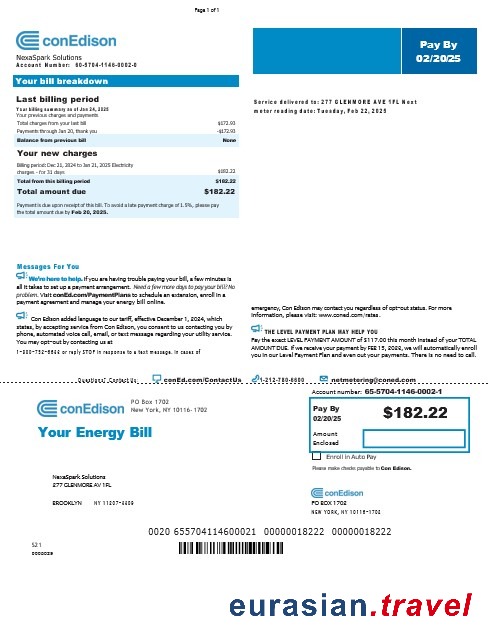 Page 1 of 1
conEdison
NexaSpark Solutions
Account Number: 00-5704-1146-0002-0
Pay By
02/20/25
Your bill breakdown
Last billing period
Your billing summary as of Jan 24, 2025
Your previous charges and payments
Total charges from your last bill $172.93
Payments through Jan 20, thank you -$172.93
Balance from previous bill None
Your new charges
Billing period: Dec 21, 2024 to Jan 21, 2025 Electricity
charges - for 31 days $182.22
Total from this billing period $182.22
Total amount due $182.22
Payment is due upon receipt of this bill. To avoid a late payment charge of 1.5%, please pay
the total amount due by Feb 20, 2025.
Service delivered to: 277 GLENMORE AVE 1FL Next
meter reading date: Tuesday, Feb 22, 2025
Messages For You
We're here to help. If you are having trouble paying your bill, a few minutes is
all it takes to set up a payment arrangement. Need a few more days to pay your bill? No
problem. Visit conEd.com/PaymentPlans to schedule an extension, enroll in a
payment agreement and manage your energy bill online.
Con Edison added language to our tariff, effective December 1, 2024, which
states, by accepting service from Con Edison, you consent to us contacting you by
phone, automated voice call, email, or text message regarding your utility service.
You may opt-out by contacting us at
or reply STOP in response to a text message. In cases of
emergency, Con Edison may contact you regardless of opt-out status. For more
information, please visit: www.coned.com/rates.
THE LEVEL PAYMENT PLAN MAY HELP YOU
Pay the exact LEVEL PAYMENT AMOUNT of $117.00 this month instead of your TOTAL
AMOUNT DUE. If we receive your payment by FEB 15, 2025, we will automatically enroll
you in our Level Payment Plan and even out your payments. There is no need to call.
Questions? Contact Us conEd.com/ContactUs 1-212-780-6600 netmetering@coned.com
conEdison
PO Box 1702
New York, NY 10116-1702
Your Energy Bill
Account number: 65-5704-1146-0002-1
Pay By
02/20/25
$182.22
Amount
Enclosed
Enroll in Auto Pay
Please make checks payable to Con Edison.
NexaSpark Solutions
277 GLENMORE AV 1FL
BROOKLYN NY 11207-0809
conEdison
PO BOX 1702
NEW YORK, NY 10116-1702
0020 655704114600021 00000018222 00000018222
521
eurasian.travel